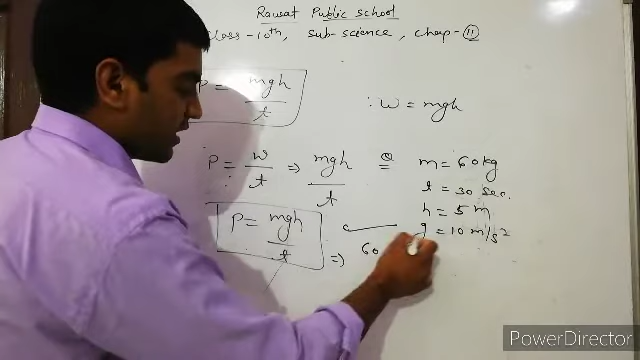 Rawat Public school
Class-10th, sub-science, chap-11
P = mgh / t
∴ W = mgh
P = W / t ⇒ mgh / t
Q m = 60 kg
t = 30 sec.
h = 5 m
P = mgh / t
g = 10 m/s²
⇒ 60
PowerDirector